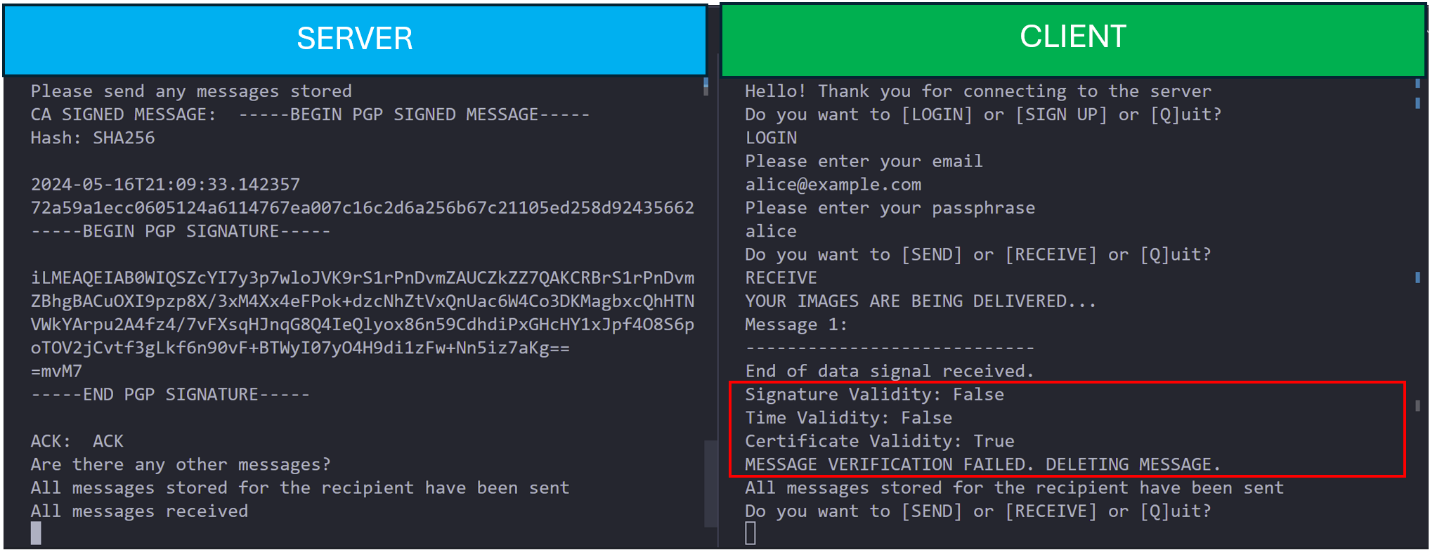 SERVER
Please send any messages stored
CA SIGNED MESSAGE:  -----BEGIN PGP SIGNED MESSAGE-----
Hash: SHA256
2024-05-16T21:09:33.142357
72a59a1ecc0605124a6114767ea007c16c2d6a256b67c21105ed258d92435662
-----BEGIN PGP SIGNATURE-----
iLMEAQEIAB0WIQSZcYI7y3p7wloJVK9rS1rPnDvmZAUCZkZZ7QAKCRBrS1rPnDvm
ZBhgBACuOXI9pzp8X/3xM4Xx4eFPok+dzcNhZtVxQnUac6W4Co3DKMagbxcQhHTN
VWkYArpu2A4fz4/7vFXsqHJnqG8Q4IeQlyox86n59CdhdiPxGHcHY1xJpf4O8S6p
oTOV2jCvtf3gLkf6n90vF+BTWyI07yO4H9di1zFw+Nn5iz7aKg==
=mvM7
-----END PGP SIGNATURE-----
ACK:  ACK
Are there any other messages?
All messages stored for the recipient have been sent
All messages received
CLIENT
Hello! Thank you for connecting to the server
Do you want to [LOGIN] or [SIGN UP] or [Q]uit?
LOGIN
Please enter your email
alice@example.com
Please enter your passphrase
alice
Do you want to [SEND] or [RECEIVE] or [Q]uit?
RECEIVE
YOUR IMAGES ARE BEING DELIVERED...
Message 1:
----------------------------
End of data signal received.
Signature Validity: False
Time Validity: False
Certificate Validity: True
MESSAGE VERIFICATION FAILED. DELETING MESSAGE.
All messages stored for the recipient have been sent
Do you want to [SEND] or [RECEIVE] or [Q]uit?